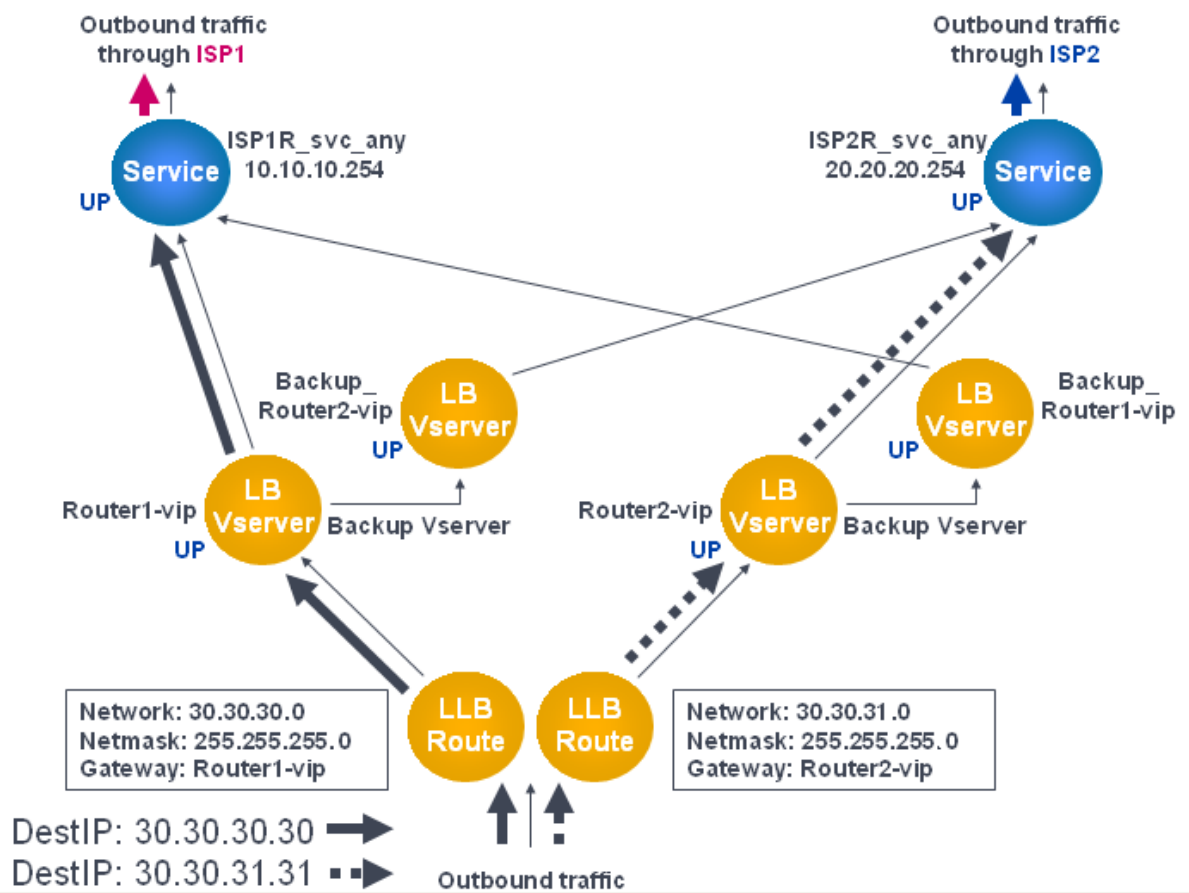 Outbound traffic
through ISP1
Outbound traffic
through ISP2
Service
ISP1R_svc_any
10.10.10.254
UP
ISP2R_svc_any
20.20.20.254
Service
UP
Backup_
Router2-vip
LB
Vserver
UP
LB
Vserver
Backup_
Router1-vip
UP
Router1-vip
LB
Vserver
Backup Vserver
UP
Router2-vip
LB
Vserver
Backup Vserver
UP
Network: 30.30.30.0
Netmask: 255.255.255.0
Gateway: Router1-vip
LLB
Route
LLB
Route
Network: 30.30.31.0
Netmask: 255.255.255.0
Gateway: Router2-vip
DestIP: 30.30.30.30
DestIP: 30.30.31.31
Outbound traffic